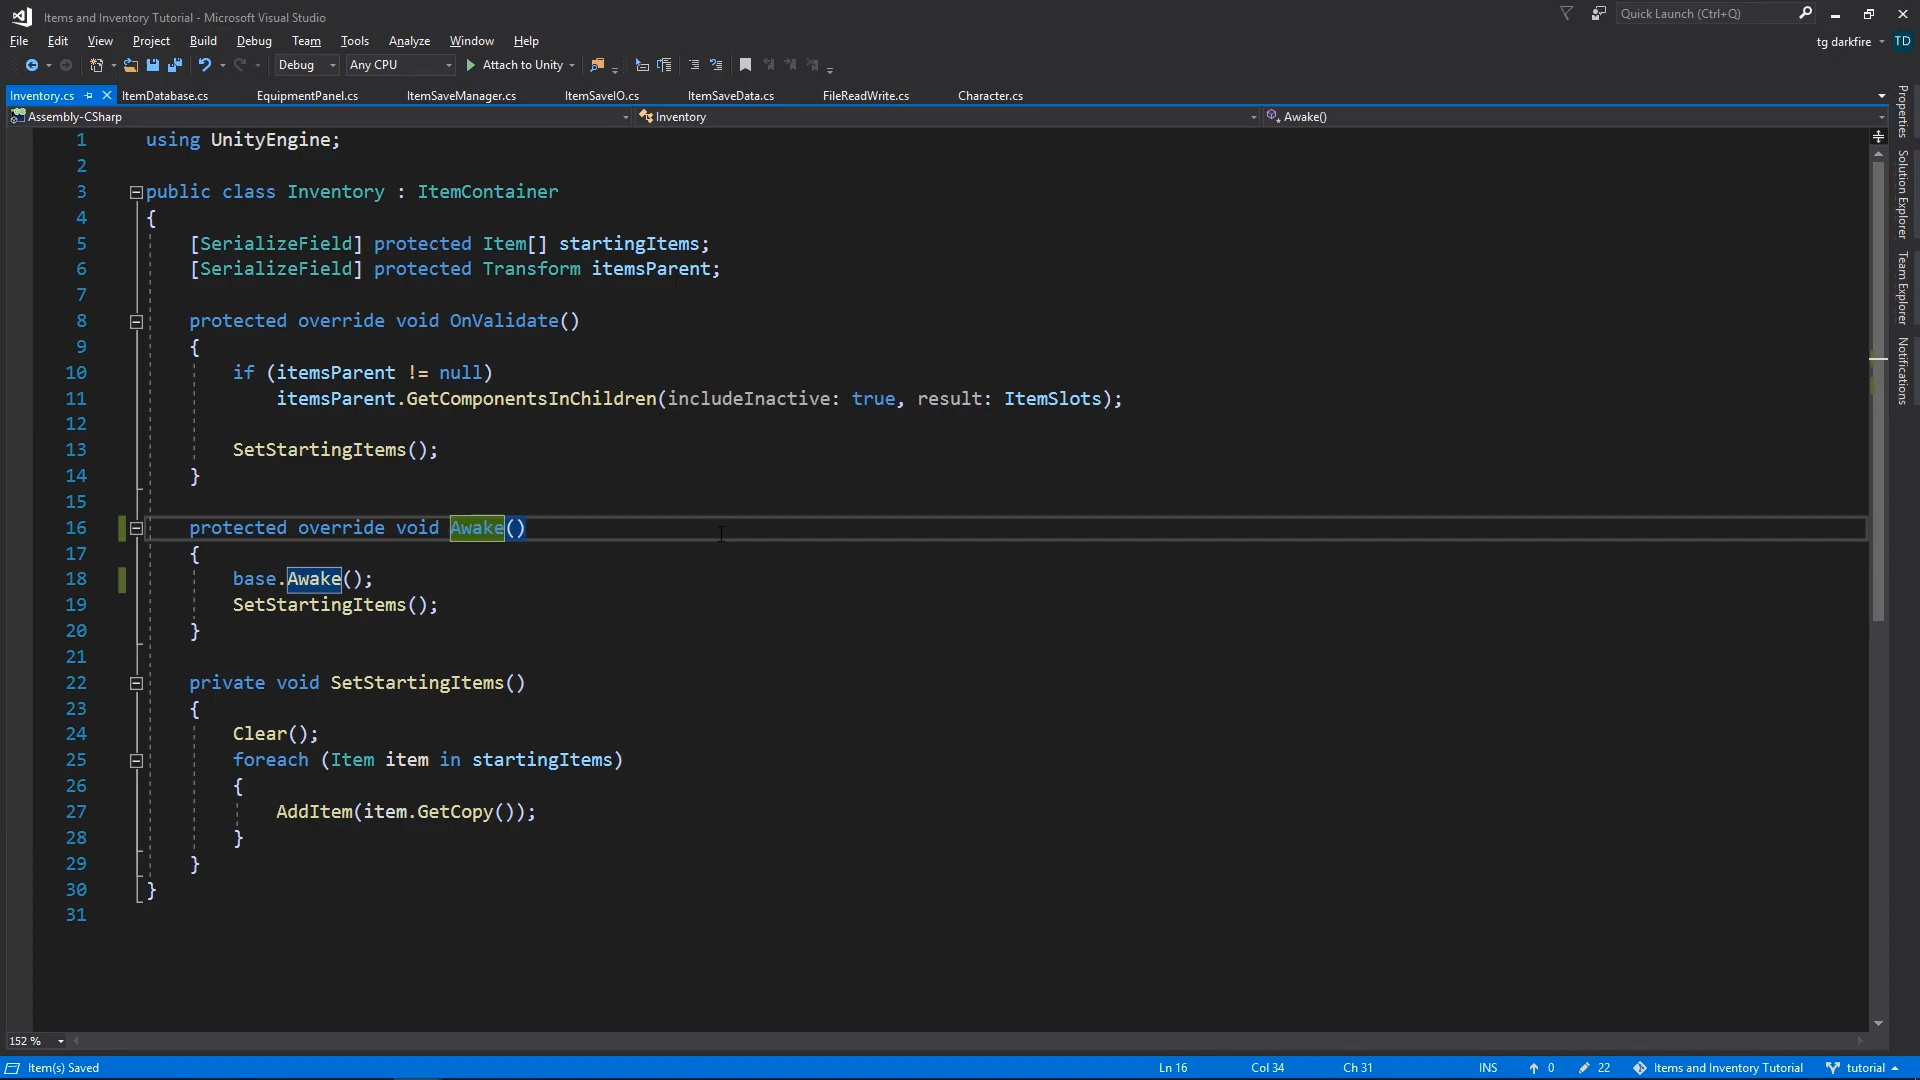 Items and Inventory Tutorial - Microsoft Visual Studio
Quick Launch (Ctrl+Q)
File Edit View Project Build Debug Team Tools Analyze Window Help
tg darkfire TD
Debug Any CPU Attach to Unity
Inventory.cs ItemDatabase.cs EquipmentPanel.cs ItemSaveManager.cs ItemSaveIO.cs ItemSaveData.cs FileReadWrite.cs Character.cs
Assembly-CSharp Inventory Awake()
1 using UnityEngine;
2
3 public class Inventory : ItemContainer
4 {
5 [SerializeField] protected Item[] startingItems;
6 [SerializeField] protected Transform itemsParent;
7
8 protected override void OnValidate()
9 {
10 if (itemsParent != null)
11 itemsParent.GetComponentsInChildren(includeInactive: true, result: ItemSlots);
12
13 SetStartingItems();
14 }
15
16 protected override void Awake()
17 {
18 base.Awake();
19 SetStartingItems();
20 }
21
22 private void SetStartingItems()
23 {
24 Clear();
25 foreach (Item item in startingItems)
26 {
27 AddItem(item.GetCopy());
28 }
29 }
30 }
31
Properties
Solution Explorer
Team Explorer
Notifications
152 %
Item(s) Saved Ln 16 Col 34 Ch 31 INS 0 22 Items and Inventory Tutorial tutorial